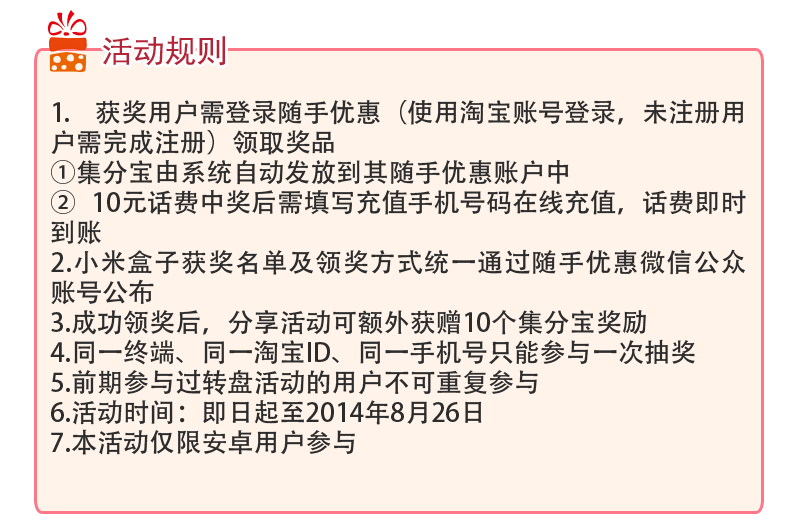 活动规则
1. 获奖用户需登录随手优惠（使用淘宝账号登录，未注册用
户需完成注册）领取奖品
①集分宝由系统自动发放到其随手优惠账户中
② 10元话费中奖后需填写充值手机号码在线充值，话费即时
到账
2.小米盒子获奖名单及领奖方式统一通过随手优惠微信公众
账号公布
3.成功领奖后，分享活动可额外获赠10个集分宝奖励
4.同一终端、同一淘宝ID、同一手机号只能参与一次抽奖
5.前期参与过转盘活动的用户不可重复参与
6.活动时间：即日起至2014年8月26日
7.本活动仅限安卓用户参与